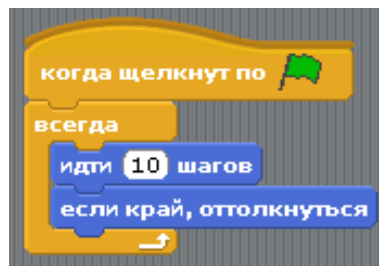 когда щелкнут по
всегда
идти 10 шагов
если край, оттолкнуться